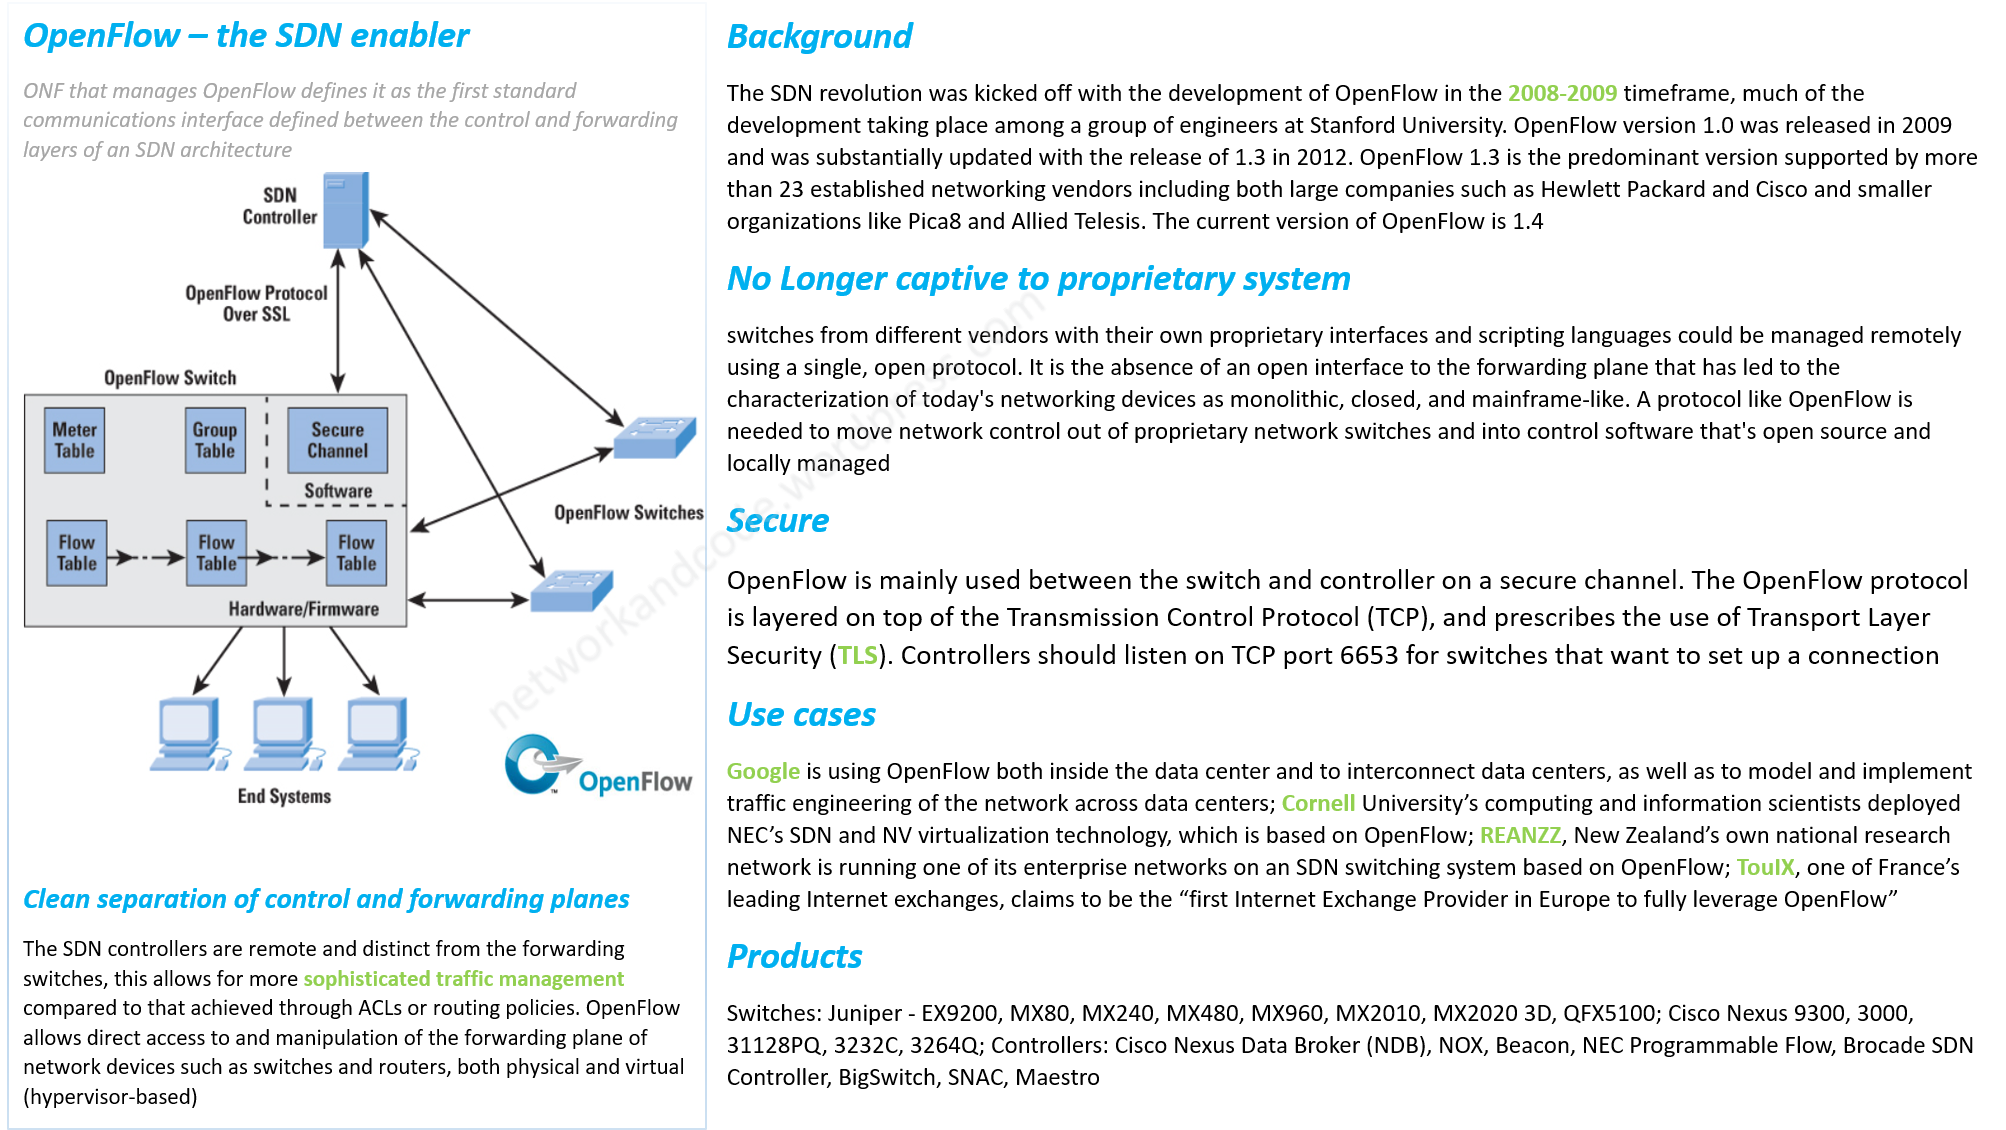 OpenFlow – the SDN enabler
ONF that manages OpenFlow defines it as the first standard
communications interface defined between the control and forwarding
layers of an SDN architecture
SDN
Controller
OpenFlow Protocol
Over SSL
OpenFlow Switch
Meter
Table
Group
Table
Secure
Channel
Software
OpenFlow Switches
Flow
Table
Flow
Table
Flow
Table
Hardware/Firmware
End Systems
OpenFlow
TM
Clean separation of control and forwarding planes
The SDN controllers are remote and distinct from the forwarding
switches, this allows for more sophisticated traffic management
compared to that achieved through ACLs or routing policies. OpenFlow
allows direct access to and manipulation of the forwarding plane of
network devices such as switches and routers, both physical and virtual
(hypervisor-based)
Background
The SDN revolution was kicked off with the development of OpenFlow in the 2008-2009 timeframe, much of the
development taking place among a group of engineers at Stanford University. OpenFlow version 1.0 was released in 2009
and was substantially updated with the release of 1.3 in 2012. OpenFlow 1.3 is the predominant version supported by more
than 23 established networking vendors including both large companies such as Hewlett Packard and Cisco and smaller
organizations like Pica8 and Allied Telesis. The current version of OpenFlow is 1.4
No Longer captive to proprietary system
switches from different vendors with their own proprietary interfaces and scripting languages could be managed remotely
using a single, open protocol. It is the absence of an open interface to the forwarding plane that has led to the
characterization of today's networking devices as monolithic, closed, and mainframe-like. A protocol like OpenFlow is
needed to move network control out of proprietary network switches and into control software that's open source and
locally managed
Secure
OpenFlow is mainly used between the switch and controller on a secure channel. The OpenFlow protocol
is layered on top of the Transmission Control Protocol (TCP), and prescribes the use of Transport Layer
Security (TLS). Controllers should listen on TCP port 6653 for switches that want to set up a connection
Use cases
Google is using OpenFlow both inside the data center and to interconnect data centers, as well as to model and implement
traffic engineering of the network across data centers; Cornell University’s computing and information scientists deployed
NEC’s SDN and NV virtualization technology, which is based on OpenFlow; REANZZ, New Zealand’s own national research
network is running one of its enterprise networks on an SDN switching system based on OpenFlow; TouIX, one of France’s
leading Internet exchanges, claims to be the “first Internet Exchange Provider in Europe to fully leverage OpenFlow”
Products
Switches: Juniper - EX9200, MX80, MX240, MX480, MX960, MX2010, MX2020 3D, QFX5100; Cisco Nexus 9300, 3000,
31128PQ, 3232C, 3264Q; Controllers: Cisco Nexus Data Broker (NDB), NOX, Beacon, NEC Programmable Flow, Brocade SDN
Controller, BigSwitch, SNAC, Maestro
networkandcode.wordpress.com